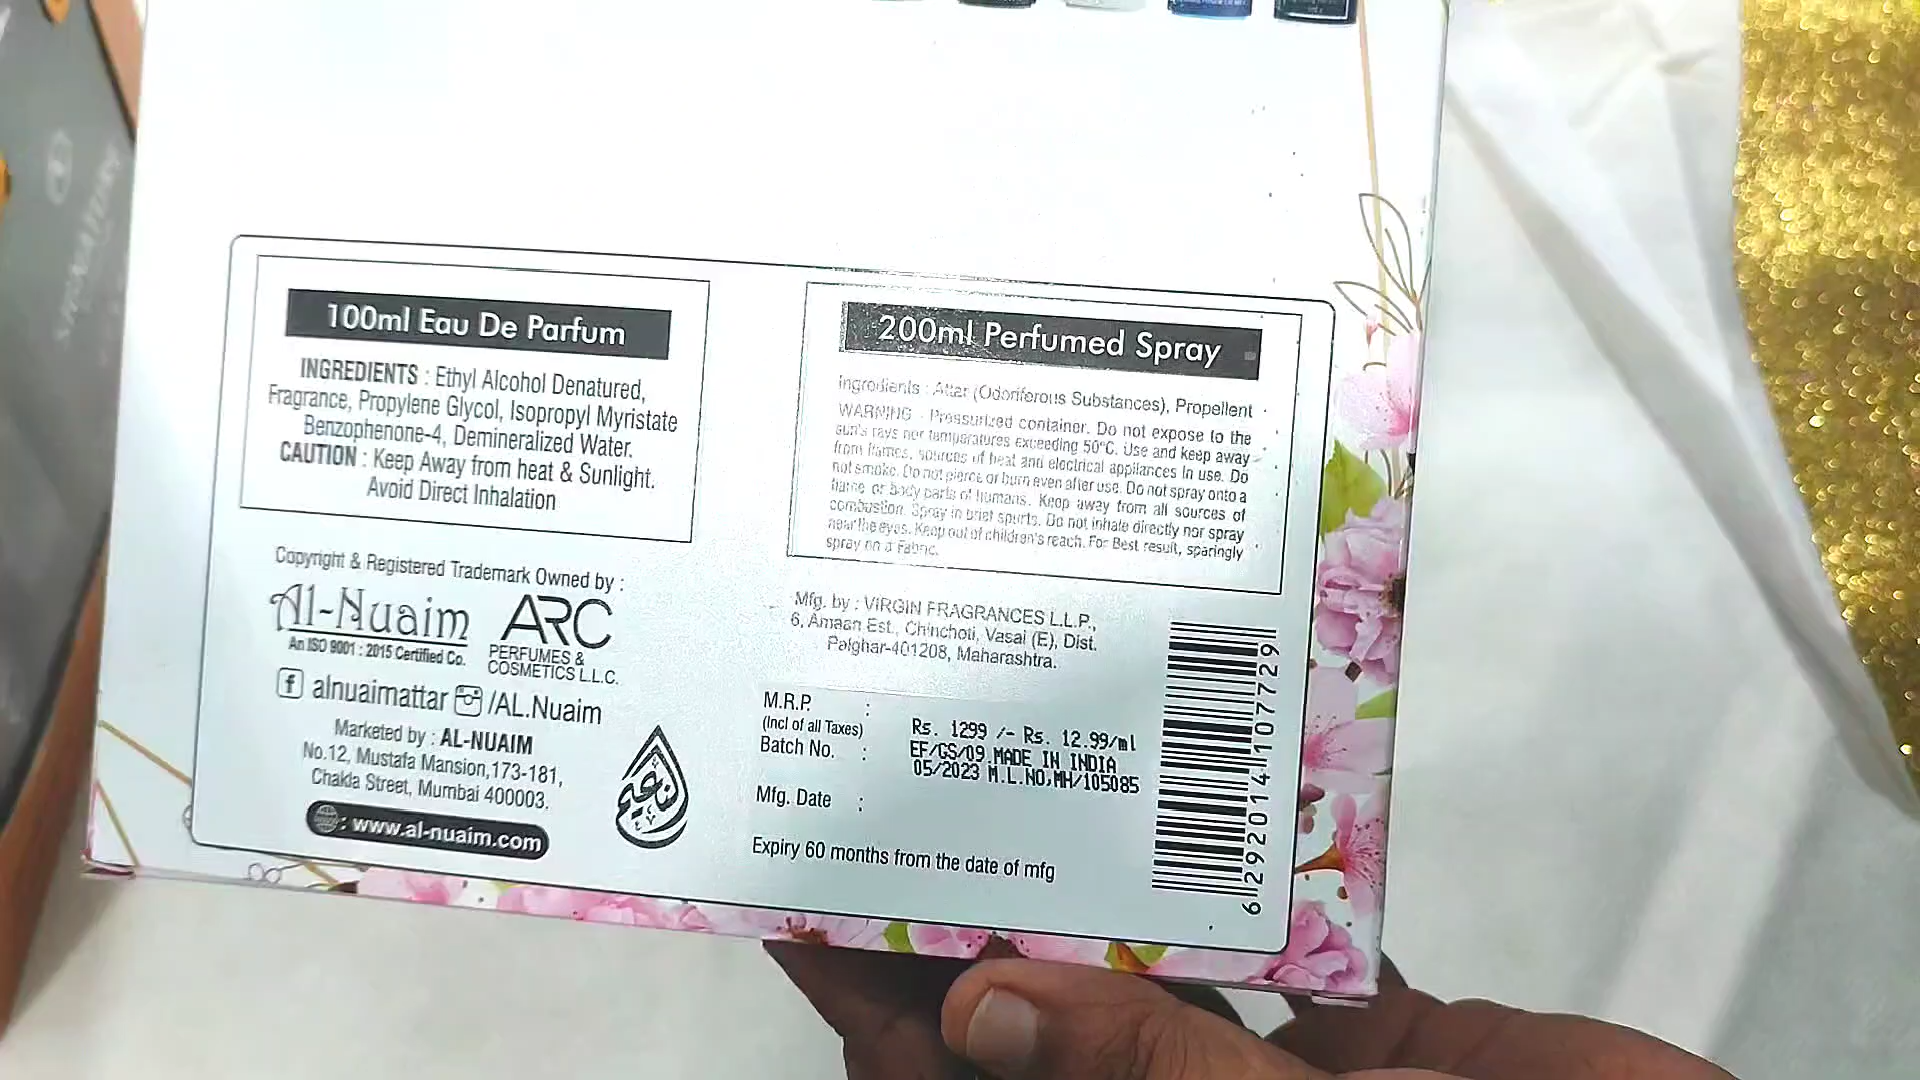 100ml Eau De Parfum
INGREDIENTS : Ethyl Alcohol Denatured,
Fragrance, Propylene Glycol, Isopropyl Myristate
Benzophenone-4, Demineralized Water.
CAUTION : Keep Away from heat & Sunlight.
Avoid Direct Inhalation
Copyright & Registered Trademark Owned by :
Al-Nuaim
An ISO 9001 : 2015 Certified Co.
ARC
PERFUMES &
COSMETICS L.L.C.
alnuaimattar /AL.Nuaim
Marketed by : AL-NUAIM
No.12, Mustafa Mansion,173-181,
Chakla Street, Mumbai 400003.
: www.al-nuaim.com
النعيم
200ml Perfumed Spray
Ingredients : Attar (Odoriferous Substances), Propellent
WARNING - Pressurized container. Do not expose to the
sun's rays nor temparatures exceeding 50°C. Use and keep away
from flames, sources of heat and electrical appliances in use. Do
not smoke. Do not pierce or burn even after use. Do not spray onto a
flame or body parts of humans. Keep away from all sources of
combustion. Spray in brief spurts. Do not inhale directly nor spray
near the eyes. Keep out of children's reach. For Best result, sparingly
spray on a Fabric.
Mfg. by : VIRGIN FRAGRANCES L.L.P.,
6, Amaan Est., Chinchoti, Vasai (E), Dist.
Palghar-401208, Maharashtra.
M.R.P. :
(Incl of all Taxes)
Rs. 1299 /- Rs. 12.99/ml
Batch No. :
EF/GS/09 MADE IN INDIA
05/2023 M.L.NO,MH/105085
Mfg. Date :
Expiry 60 months from the date of mfg
6292014107729